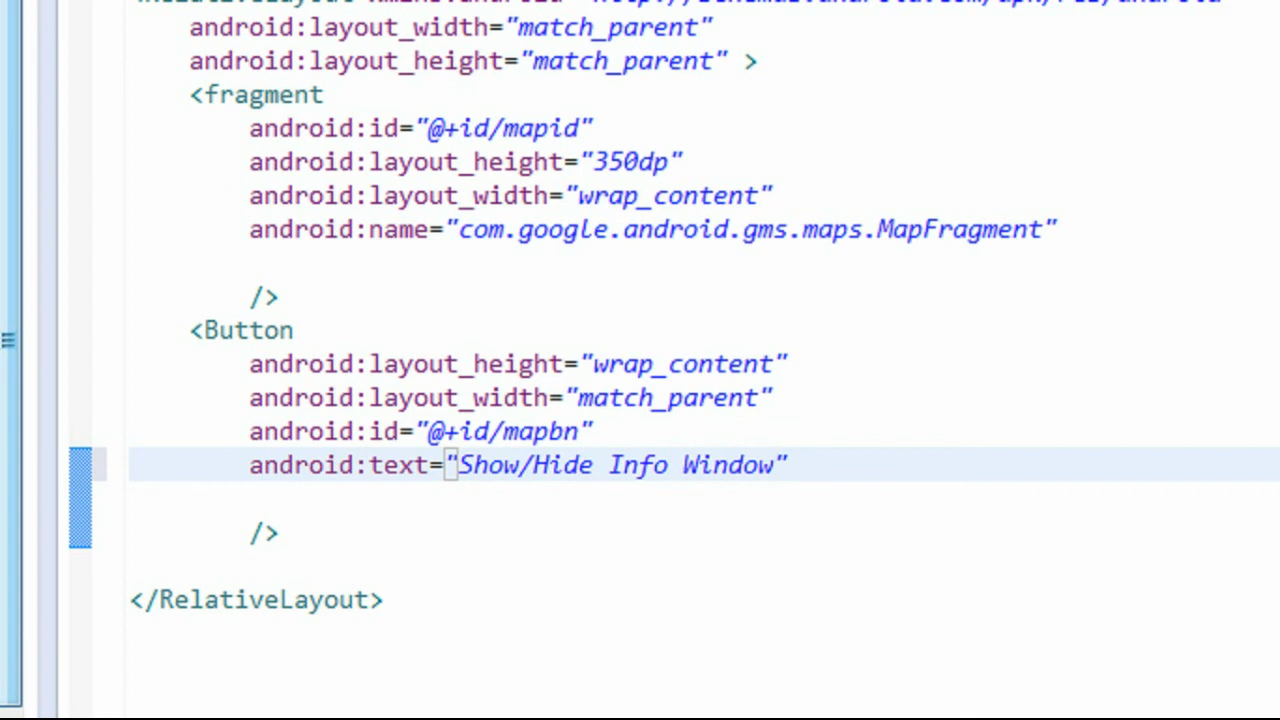 android:layout_width="match_parent"
android:layout_height="match_parent" >
<fragment
android:id="@+id/mapid"
android:layout_height="350dp"
android:layout_width="wrap_content"
android:name="com.google.android.gms.maps.MapFragment"
/>
<Button
android:layout_height="wrap_content"
android:layout_width="match_parent"
android:id="@+id/mapbn"
android:text="Show/Hide Info Window"
/>
</RelativeLayout>